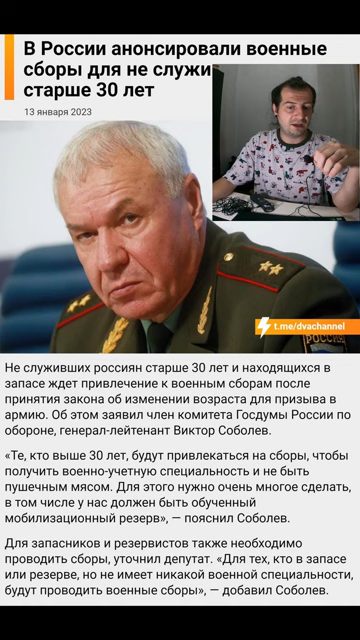 В России анонсировали военные
сборы для не служи
старше 30 лет
13 января 2023
РОССИЯ
t.me/dvachannel
Не служивших россиян старше 30 лет и находящихся в
запасе ждет привлечение к военным сборам после
принятия закона об изменении возраста для призыва в
армию. Об этом заявил член комитета Госдумы России по
обороне, генерал-лейтенант Виктор Соболев.
«Те, кто выше 30 лет, будут привлекаться на сборы, чтобы
получить военно-учетную специальность и не быть
пушечным мясом. Для этого нужно очень многое сделать,
в том числе у нас должен быть обученный
мобилизационный резерв», — пояснил Соболев.
Для запасников и резервистов также необходимо
проводить сборы, уточнил депутат. «Для тех, кто в запасе
или резерве, но не имеет никакой военной специальности,
будут проводить военные сборы», — добавил Соболев.